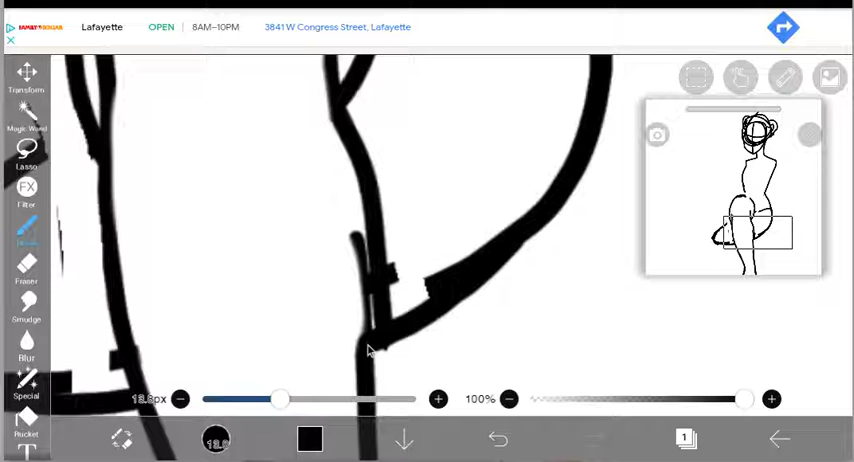 FAMILY DOLLAR Lafayette OPEN 8AM–10PM 3841 W Congress Street, Lafayette
Transform
Magic Wand
Lasso
FX
Filter
Eraser
Smudge
Blur
Special
Bucket
100%
1